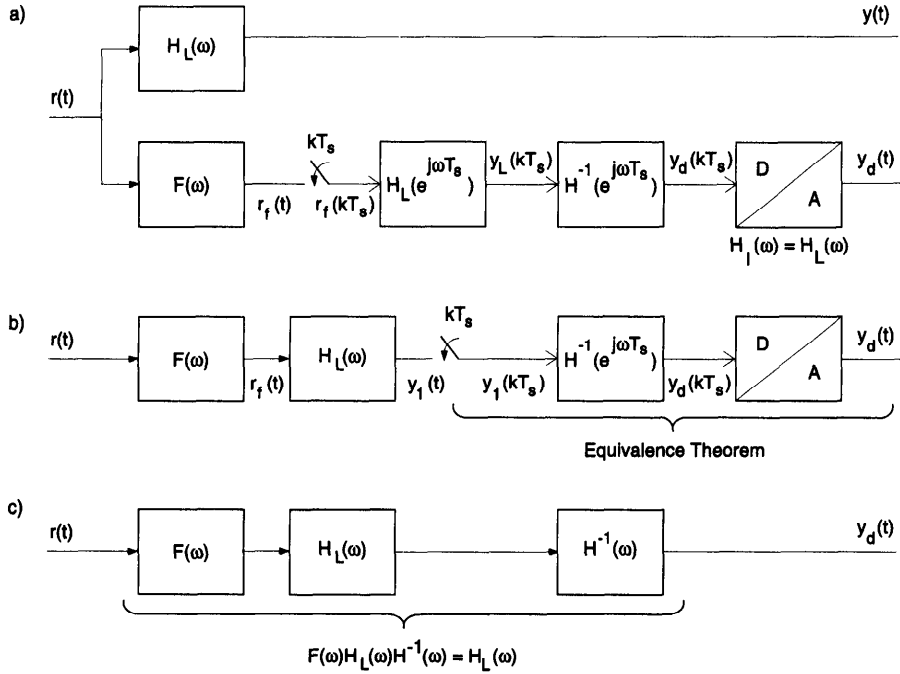 a)
y(t)
H_L(ω)
r(t)
kT_s
F(ω)
r_f(t)
r_f(kT_s)
H_L(e^{jωT_s})
y_L(kT_s)
H^{-1}(e^{jωT_s})
y_d(kT_s)
D
A
y_d(t)
H_I(ω) = H_L(ω)
b)
r(t)
F(ω)
r_f(t)
H_L(ω)
y_1(t)
kT_s
y_1(kT_s)
H^{-1}(e^{jωT_s})
y_d(kT_s)
D
A
y_d(t)
Equivalence Theorem
c)
r(t)
F(ω)
H_L(ω)
H^{-1}(ω)
y_d(t)
F(ω)H_L(ω)H^{-1}(ω) = H_L(ω)